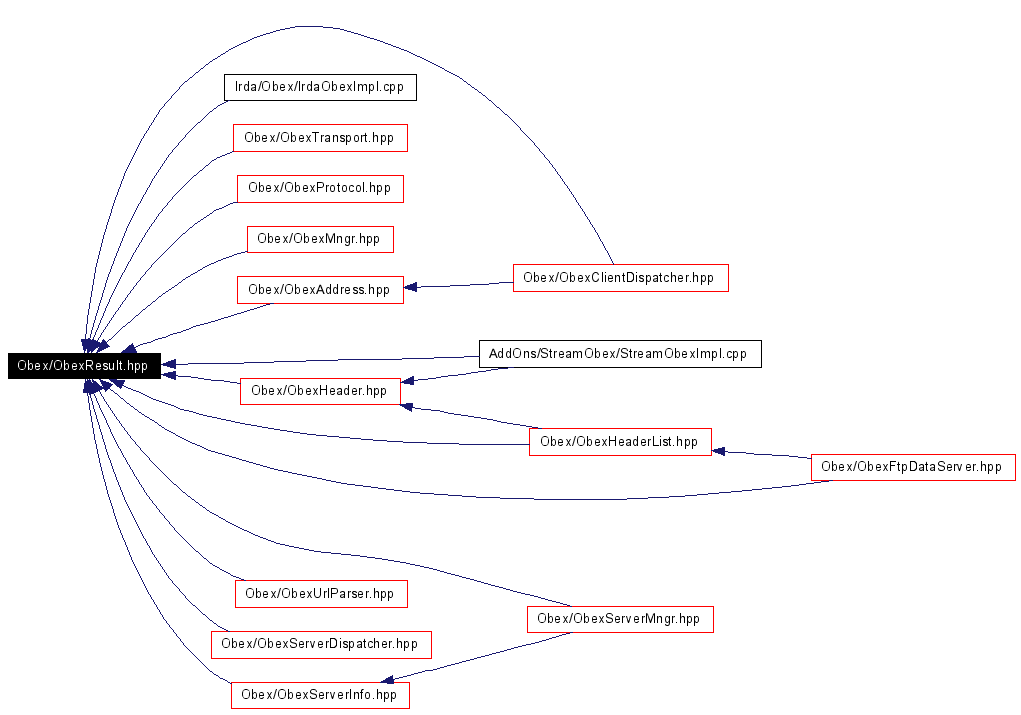 Irda/Obex/IrdaObexImpl.cpp
Obex/ObexTransport.hpp
Obex/ObexProtocol.hpp
Obex/ObexMngr.hpp
Obex/ObexClientDispatcher.hpp
Obex/ObexAddress.hpp
AddOns/StreamObex/StreamObexImpl.cpp
Obex/ObexResult.hpp
Obex/ObexHeader.hpp
Obex/ObexHeaderList.hpp
Obex/ObexFtpDataServer.hpp
Obex/ObexUrlParser.hpp
Obex/ObexServerMngr.hpp
Obex/ObexServerDispatcher.hpp
Obex/ObexServerInfo.hpp